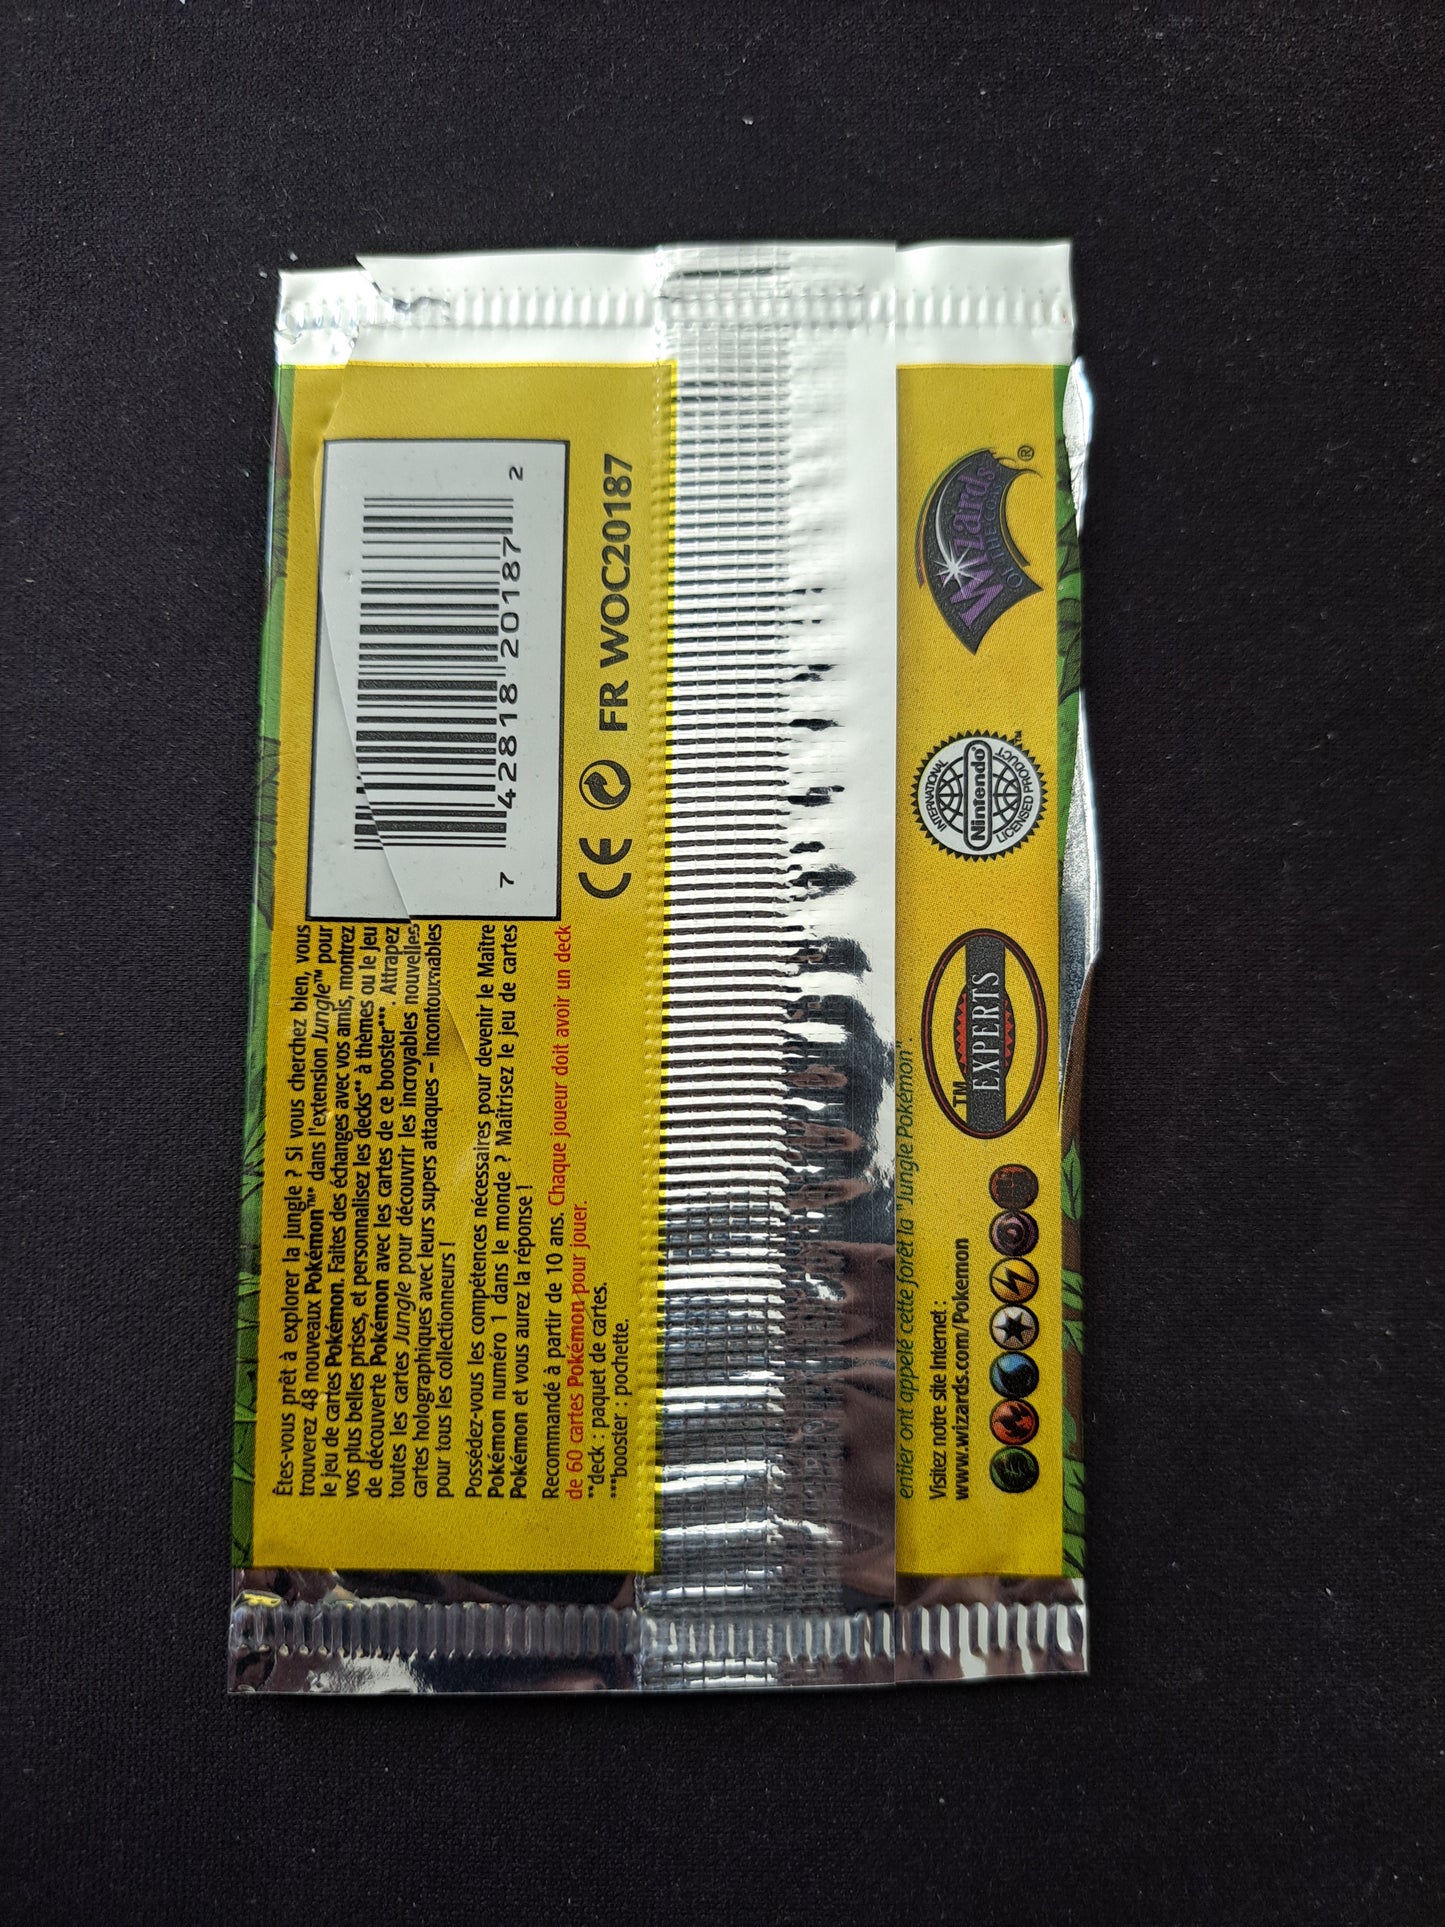 Êtes-vous prêt à explorer la jungle ? Si vous cherchez bien, vous
trouverez 48 nouveaux Pokémon™* dans l'extension Jungle™ pour
le jeu de cartes Pokémon. Faites des échanges avec vos amis, montrez
vos plus belles prises, et personnalisez les decks** à thèmes ou le jeu
de découverte Pokémon avec les cartes de ce booster***. Attrapez
toutes les cartes Jungle pour découvrir les incroyables nouvelles
cartes holographiques avec leurs supers attaques – incontournables
pour tous les collectionneurs !
Possédez-vous les compétences nécessaires pour devenir le Maître
Pokémon numéro 1 dans le monde ? Maîtrisez le jeu de cartes
Pokémon et vous aurez la réponse !
Recommandé à partir de 10 ans. Chaque joueur doit avoir un deck
de 60 cartes Pokémon pour jouer.
**deck : paquet de cartes.
***booster : pochette.
7 42818 20187 2
CE FR WOC20187
entier ont appelé cette forêt la "Jungle Pokémon".
Visitez notre site Internet :
www.wizards.com/Pokemon
EXPERTS TM
INTERNATIONAL
Nintendo®
LICENSED PRODUCT™
Wizards
OF THE COAST ®